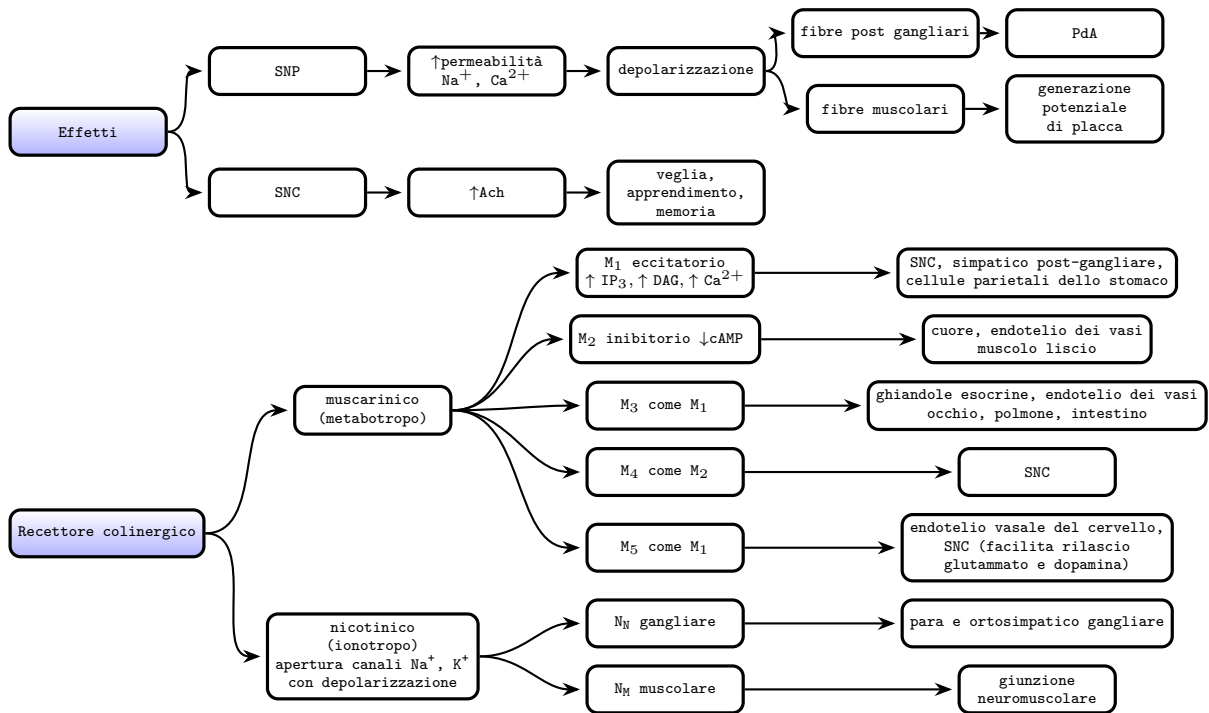 Effetti
SNP
↑permeabilità
Na⁺, Ca²⁺
depolarizzazione
fibre post gangliari
PdA
fibre muscolari
generazione
potenziale
di placca
SNC
↑Ach
veglia,
apprendimento,
memoria
Recettore colinergico
muscarinico
(metabotropo)
M₁ eccitatorio
↑ IP₃, ↑ DAG, ↑ Ca²⁺
SNC, simpatico post-gangliare,
cellule parietali dello stomaco
M₂ inibitorio ↓cAMP
cuore, endotelio dei vasi
muscolo liscio
M₃ come M₁
ghiandole esocrine, endotelio dei vasi
occhio, polmone, intestino
M₄ come M₂
SNC
M₅ come M₁
endotelio vasale del cervello,
SNC (facilita rilascio
glutammato e dopamina)
nicotinico
(ionotropo)
apertura canali Na⁺, K⁺
con depolarizzazione
N_N gangliare
para e ortosimpatico gangliare
N_M muscolare
giunzione
neuromuscolare